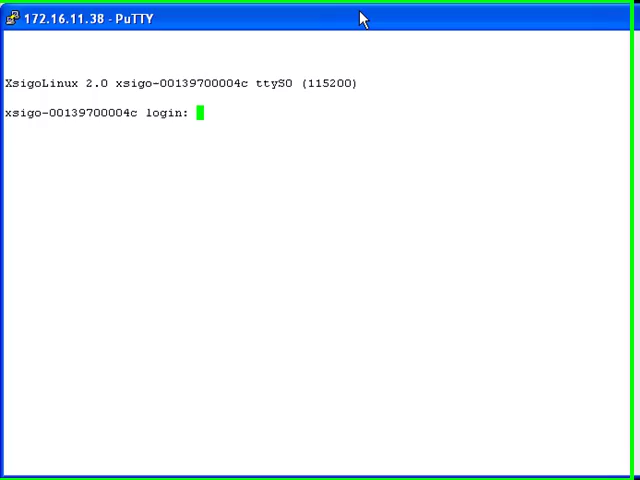 172.16.11.38 - PuTTY
XsigoLinux 2.0 xsigo-00139700004c ttyS0 (115200)
xsigo-00139700004c login: